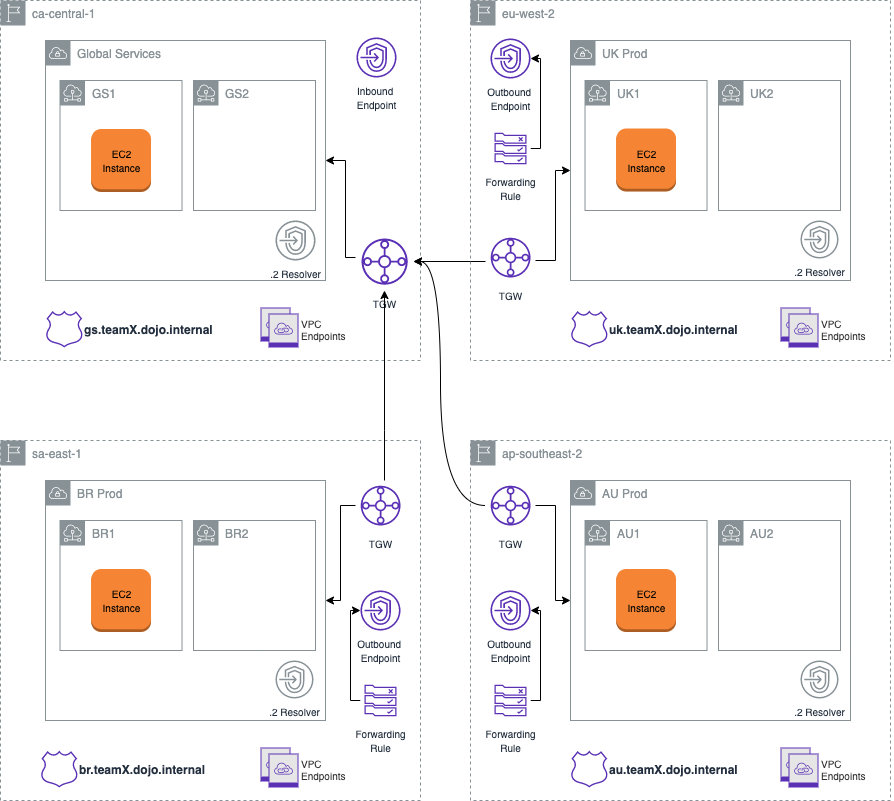 ca-central-1
Global Services
GS1
GS2
EC2
Instance
Inbound
Endpoint
.2 Resolver
TGW
gs.teamX.dojo.internal
VPC
Endpoints
eu-west-2
Outbound
Endpoint
Forwarding
Rule
TGW
UK Prod
UK1
UK2
EC2
Instance
.2 Resolver
uk.teamX.dojo.internal
VPC
Endpoints
sa-east-1
BR Prod
BR1
BR2
EC2
Instance
.2 Resolver
TGW
Outbound
Endpoint
Forwarding
Rule
br.teamX.dojo.internal
VPC
Endpoints
ap-southeast-2
TGW
Outbound
Endpoint
Forwarding
Rule
AU Prod
AU1
AU2
EC2
Instance
.2 Resolver
au.teamX.dojo.internal
VPC
Endpoints